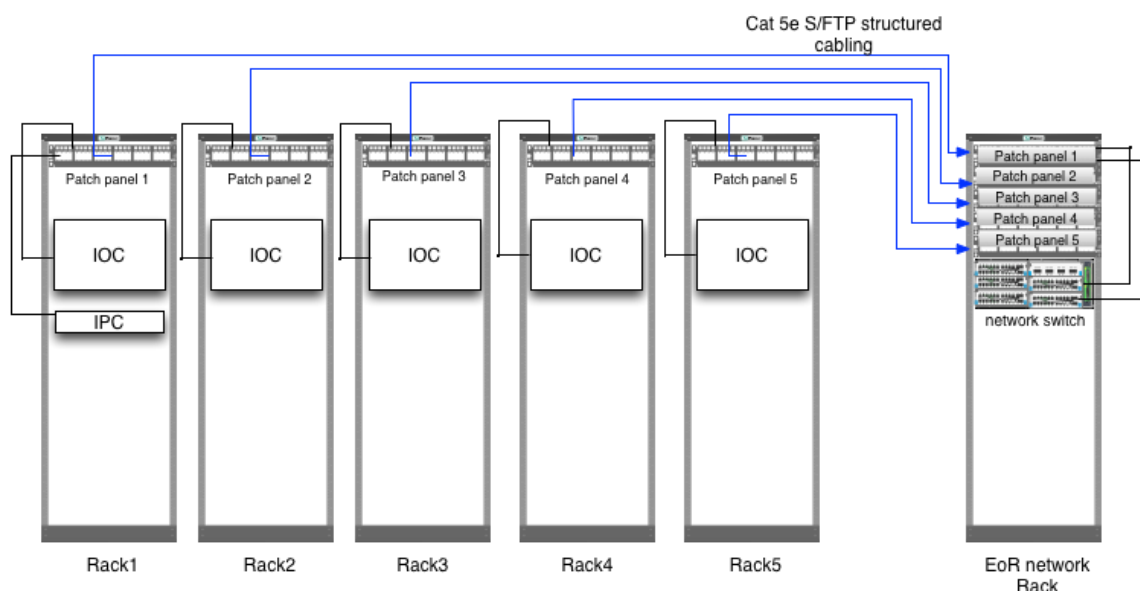 Cat 5e S/FTP structured
cabling
Patch panel 1
Patch panel 2
Patch panel 3
Patch panel 4
Patch panel 5
Patch panel 1
Patch panel 2
Patch panel 3
Patch panel 4
Patch panel 5
IOC
IOC
IOC
IOC
IOC
IPC
network switch
Rack1
Rack2
Rack3
Rack4
Rack5
EoR network
Rack